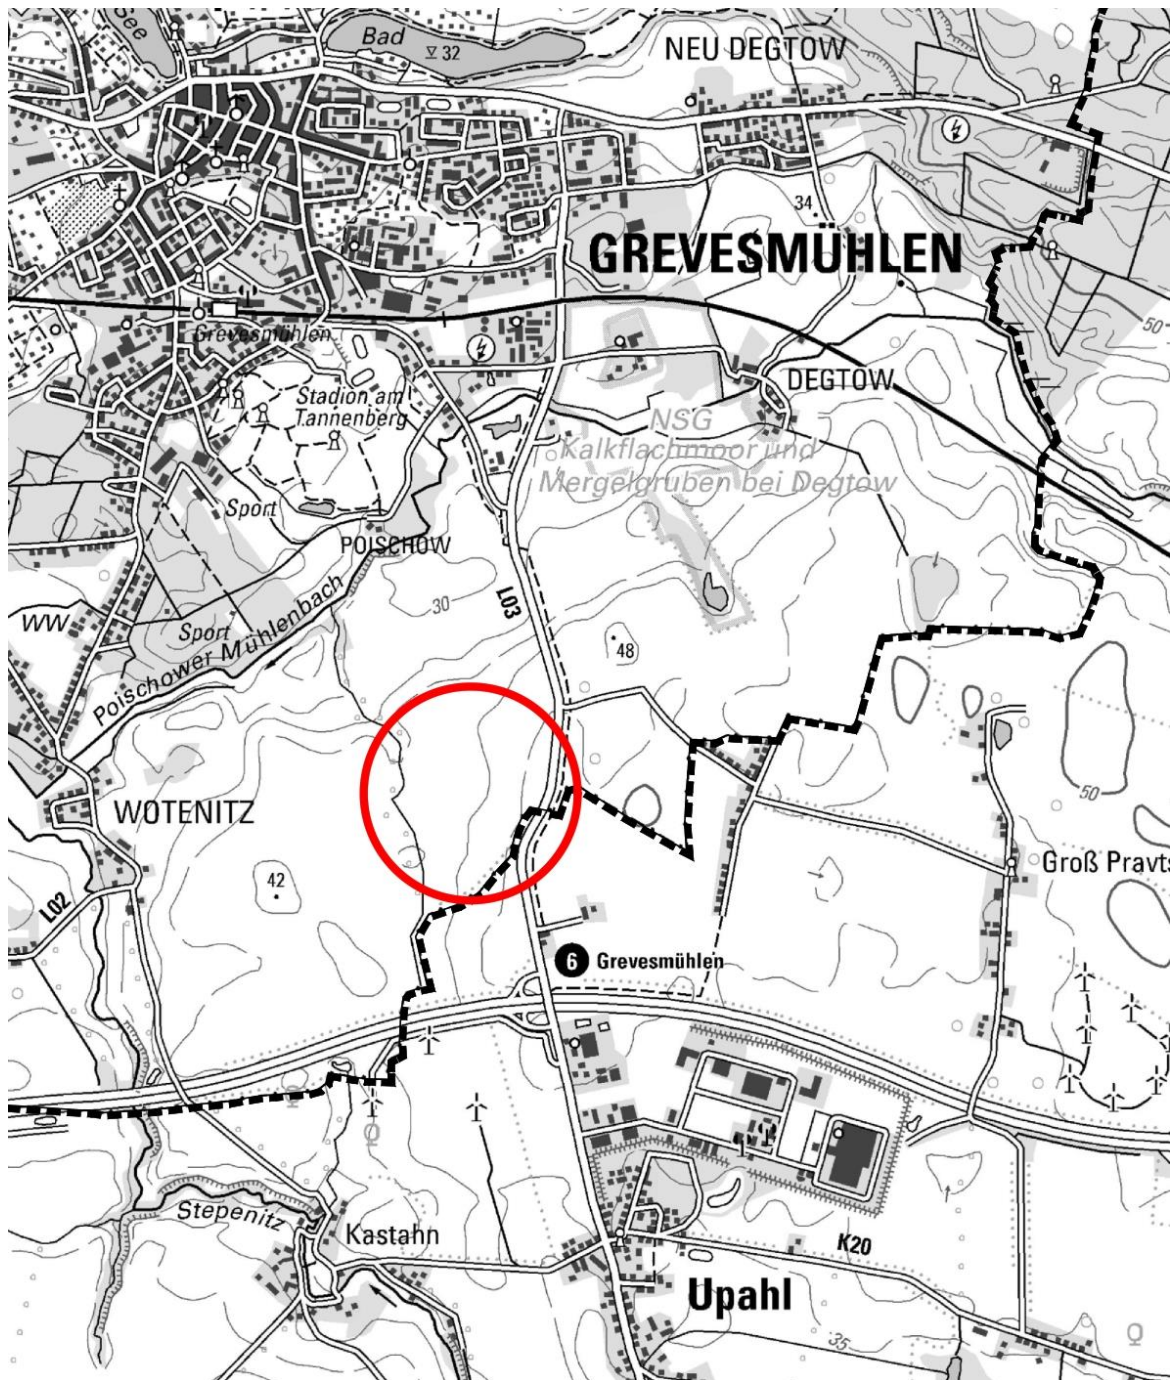 See
Bad
32
NEU DEGTOW
34
GREVESMÜHLEN
50
Grevesmühlen
DEGTOW
Stadion am
Tannenberg
NSG
Kalkflachmoor und
Mergelgruben bei Degtow
Sport
POISCHOW
L03
30
WW
Sport
Poischower Mühlenbach
48
WOTENITZ
50
42
Groß Pravts
L02
6 Grevesmühlen
Stepenitz
Kastahn
K20
Upahl
35